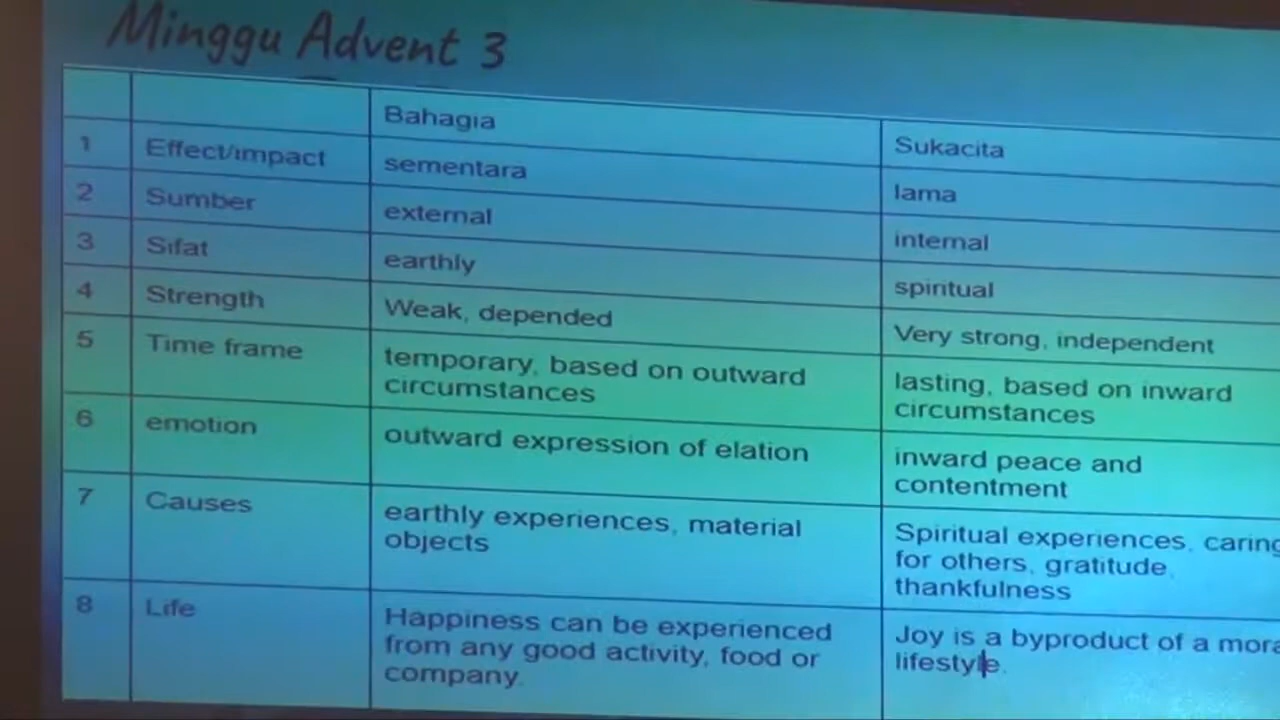 Minggu Advent 3
Bahagia
Sukacita
1
Effect/impact
sementara
lama
2
Sumber
external
internal
3
Sifat
earthly
spiritual
4
Strength
Weak, depended
Very strong, independent
5
Time frame
temporary, based on outward
circumstances
lasting, based on inward
circumstances
6
emotion
outward expression of elation
inward peace and
contentment
7
Causes
earthly experiences, material
objects
Spiritual experiences, caring
for others, gratitude,
thankfulness
8
Life
Happiness can be experienced
from any good activity, food or
company.
Joy is a byproduct of a
lifestyle.